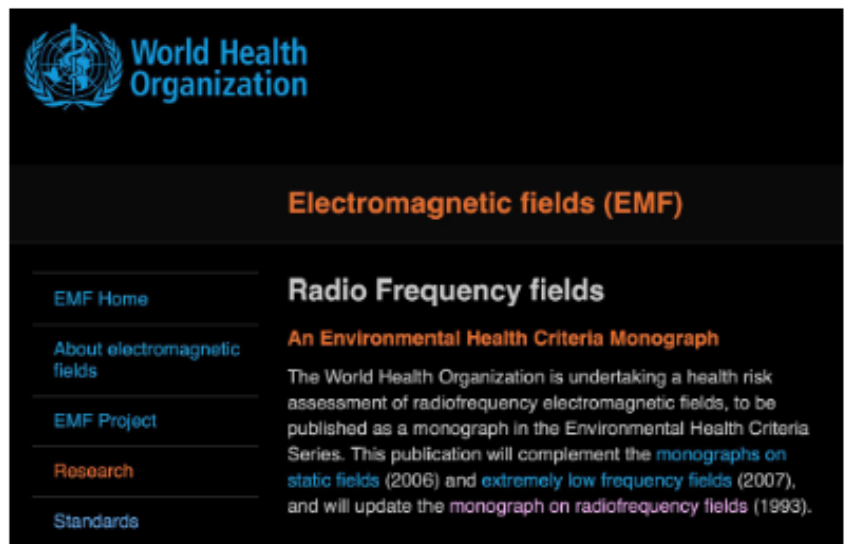 World Health
Organization
Electromagnetic fields (EMF)
EMF Home
About electromagnetic
fields
EMF Project
Research
Standards
Radio Frequency fields
An Environmental Health Criteria Monograph
The World Health Organization is undertaking a health risk
assessment of radiofrequency electromagnetic fields, to be
published as a monograph in the Environmental Health Criteria
Series. This publication will complement the monographs on
static fields (2006) and extremely low frequency fields (2007),
and will update the monograph on radiofrequency fields (1993).